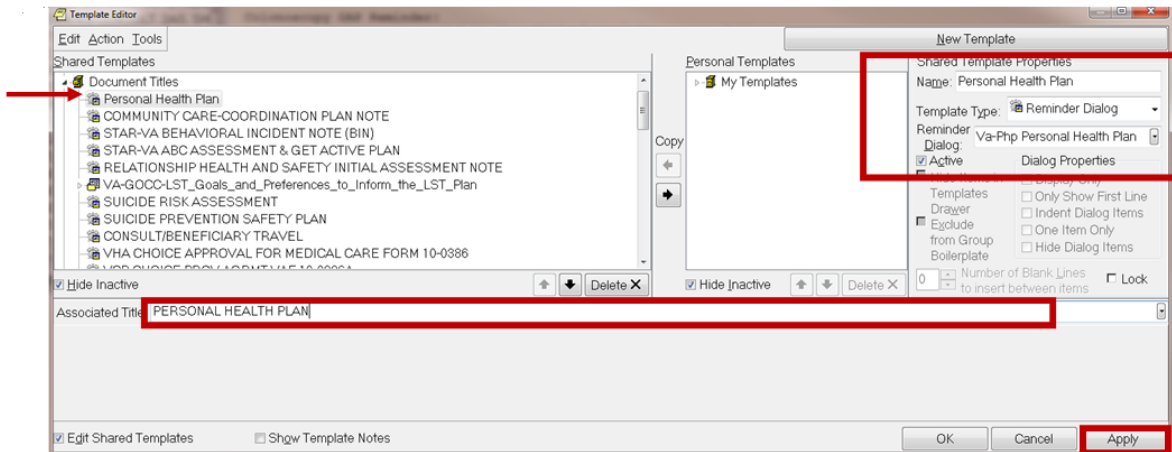 Template Editor
Edit Action Tools
New Template
Shared Templates
Document Titles
Personal Health Plan
COMMUNITY CARE-COORDINATION PLAN NOTE
STAR-VA BEHAVIORAL INCIDENT NOTE (BIN)
STAR-VA ABC ASSESSMENT & GET ACTIVE PLAN
RELATIONSHIP HEALTH AND SAFETY INITIAL ASSESSMENT NOTE
VA-GOCC-LST_Goals_and_Preferences_to_Inform_the_LST_Plan
SUICIDE RISK ASSESSMENT
SUICIDE PREVENTION SAFETY PLAN
CONSULT/BENEFICIARY TRAVEL
VHA CHOICE APPROVAL FOR MEDICAL CARE FORM 10-0386
Hide Inactive
Delete X
Copy
Personal Templates
My Templates
Hide Inactive
Delete X
Shared Template Properties
Name: Personal Health Plan
Template Type: Reminder Dialog
Reminder Dialog: Va-Php Personal Health Plan
Active
Dialog Properties
Display Only
Templates
Only Show First Line
Drawer
Indent Dialog Items
Exclude
One Item Only
from Group
Hide Dialog Items
Boilerplate
0 Number of Blank Lines
to insert between items
Lock
Associated Title PERSONAL HEALTH PLAN
Edit Shared Templates
Show Template Notes
OK
Cancel
Apply